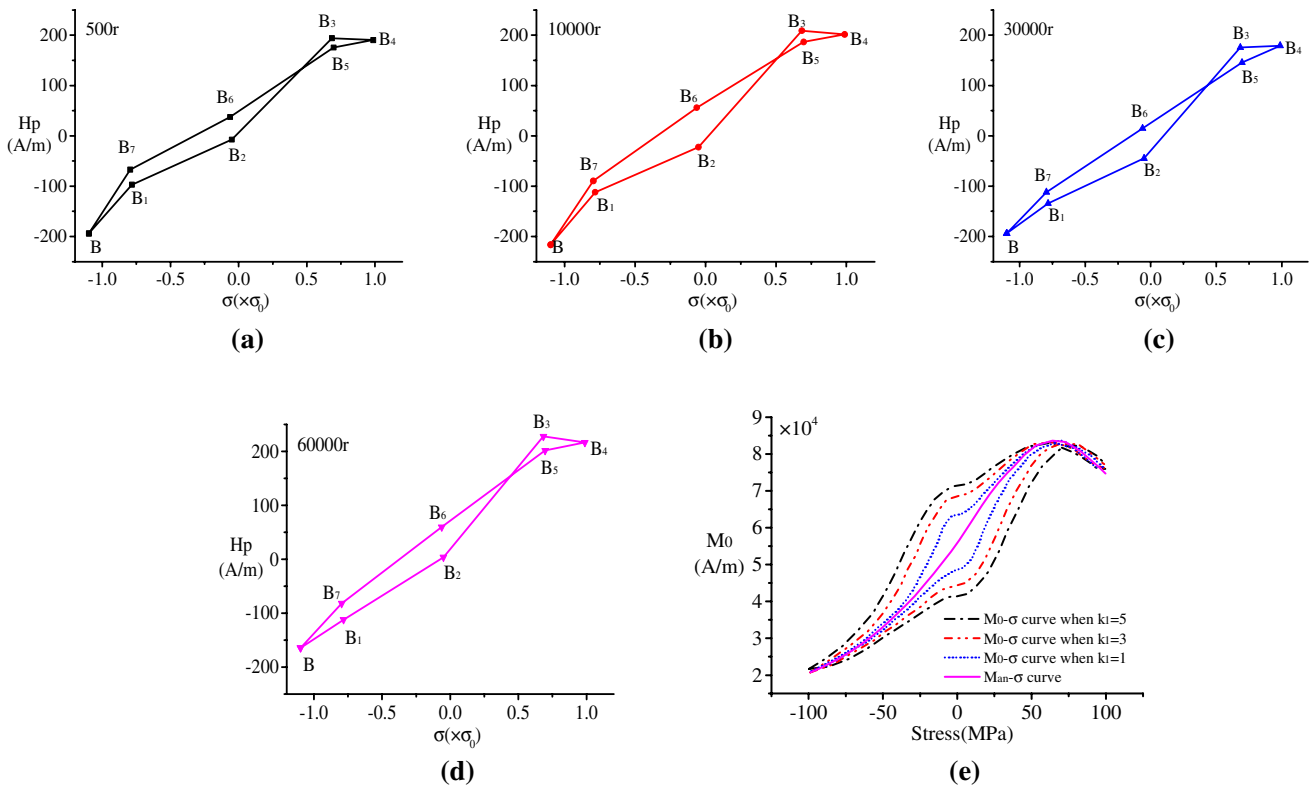 500r
200
100
0
-100
-200
Hp
(A/m)
B3
B4
B5
B6
B2
B7
B1
B
-1.0 -0.5 0.0 0.5 1.0
σ(×σ0)
(a)
10000r
200
100
0
-100
-200
Hp
(A/m)
B3
B4
B5
B6
B2
B7
B1
B
-1.0 -0.5 0.0 0.5 1.0
σ(×σ0)
(b)
30000r
200
100
0
-100
-200
Hp
(A/m)
B3
B4
B5
B6
B2
B7
B1
B
-1.0 -0.5 0.0 0.5 1.0
σ(×σ0)
(c)
60000r
200
100
0
-100
-200
Hp
(A/m)
B3
B4
B5
B6
B2
B7
B1
B
-1.0 -0.5 0.0 0.5 1.0
σ(×σ0)
(d)
×10⁴
9
8
7
6
5
4
3
2
M0
(A/m)
M0-σ curve when k1=5
M0-σ curve when k1=3
M0-σ curve when k1=1
Man-σ curve
-100 -50 0 50 100
Stress(MPa)
(e)